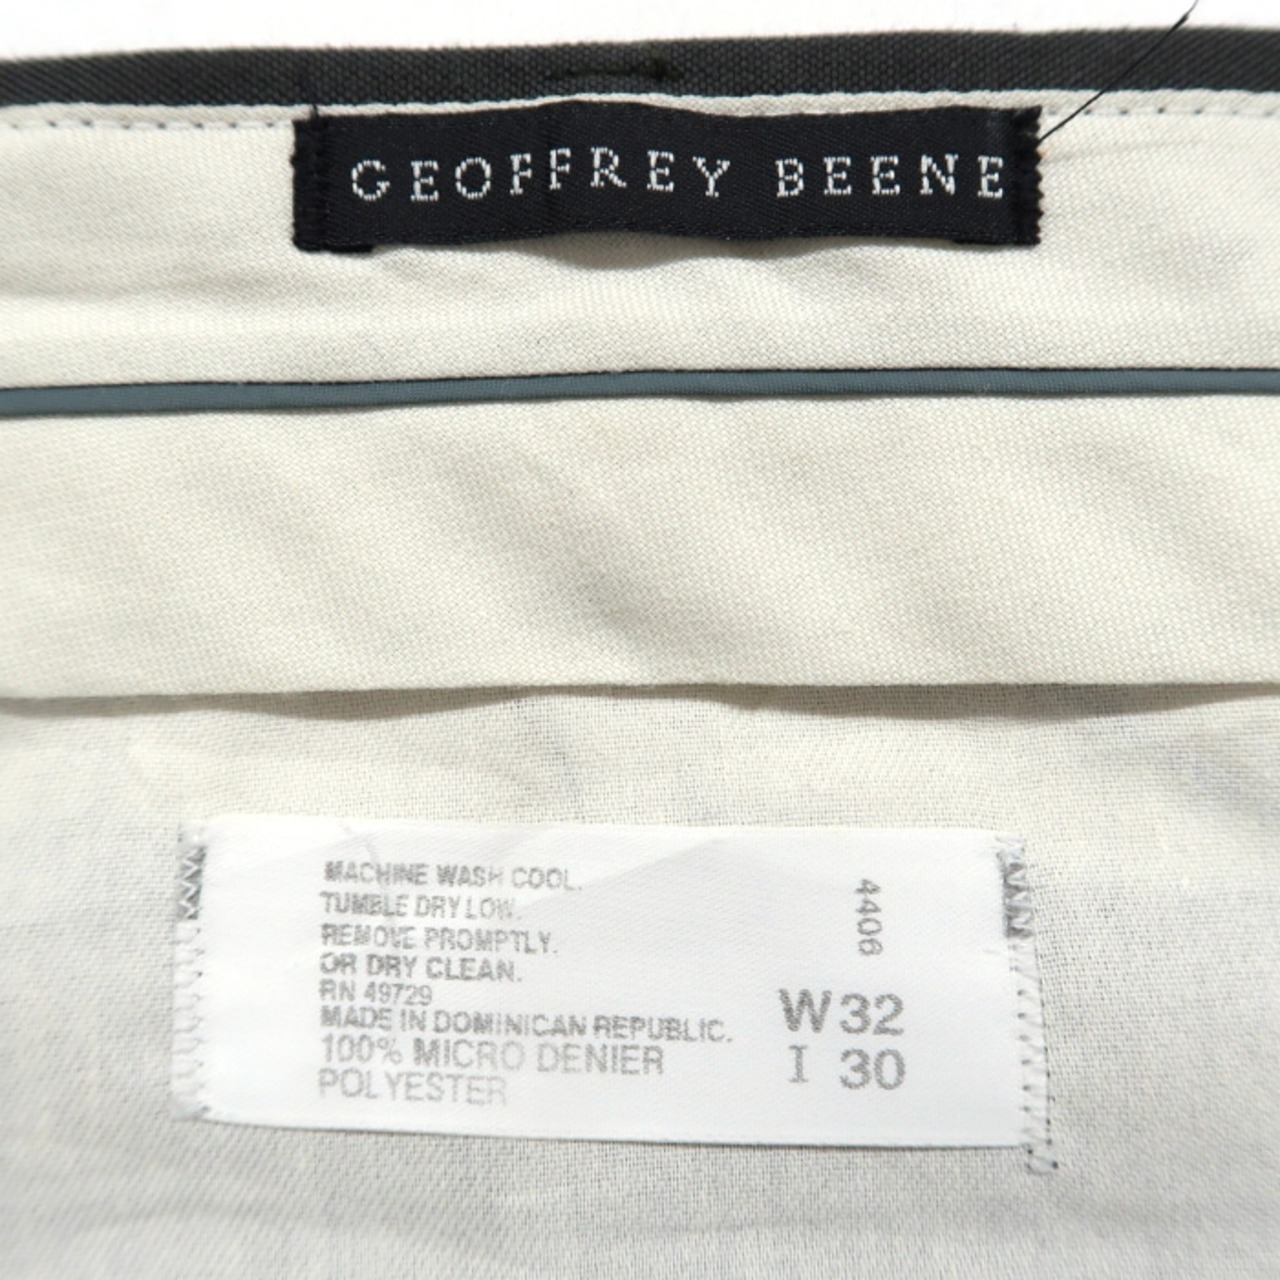 GEOFFREY BEENE
MACHINE WASH COOL.
TUMBLE DRY LOW.
REMOVE PROMPTLY.
OR DRY CLEAN.
RN 49729
MADE IN DOMINICAN REPUBLIC.
100% MICRO DENIER
POLYESTER
4406
W 32
I 30